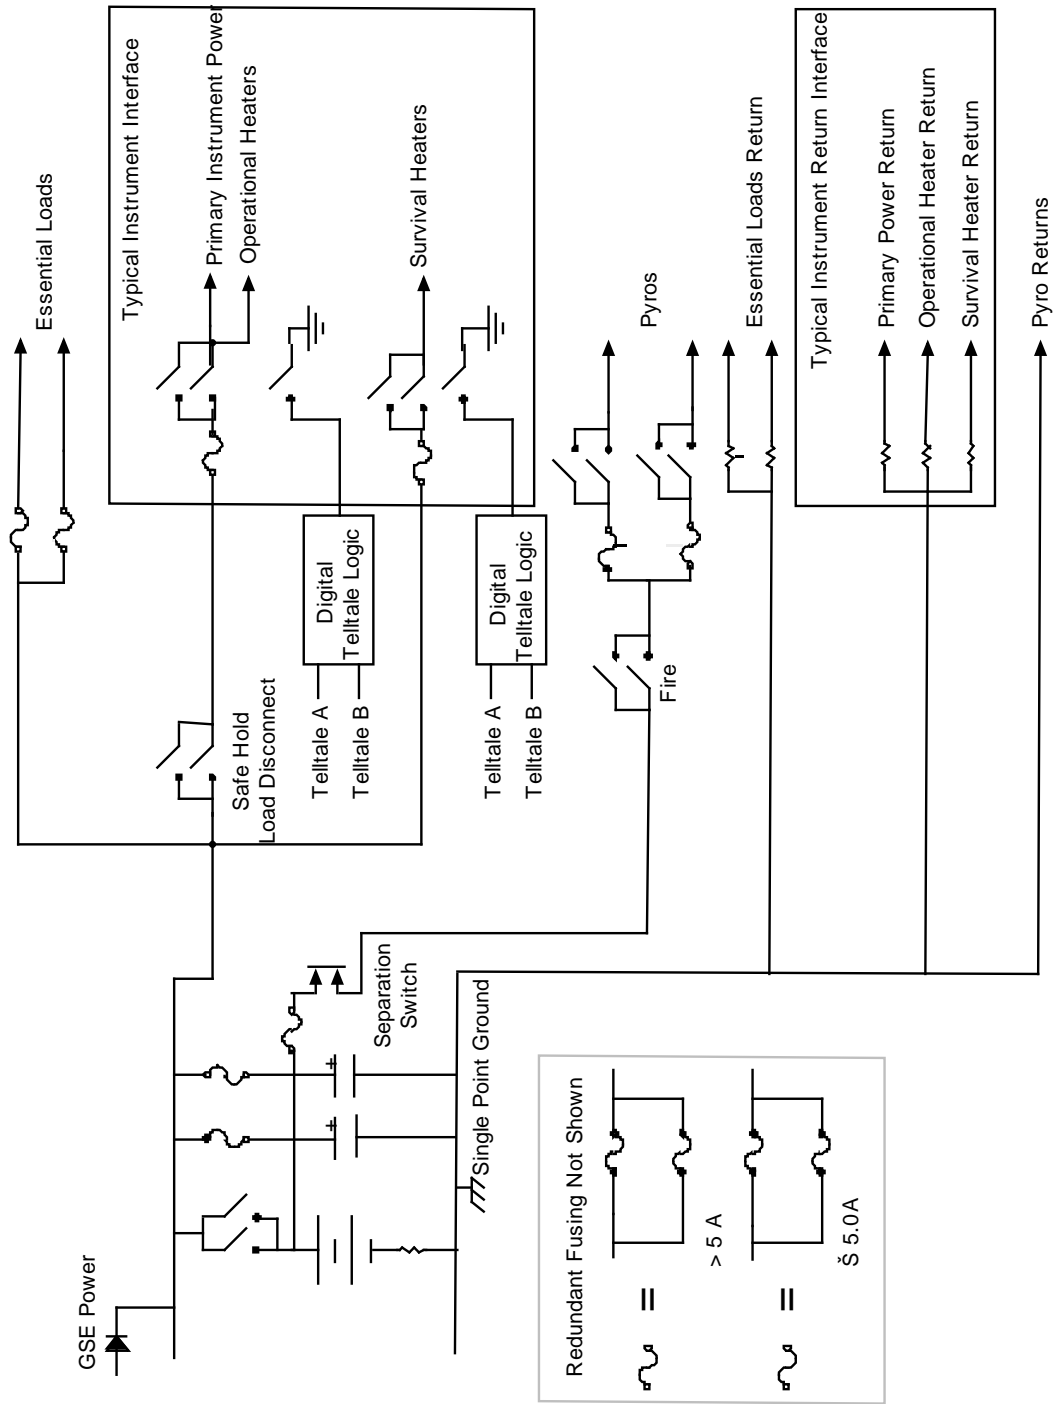 Essential Loads
Typical Instrument Interface
Primary Instrument Power
Operational Heaters
Survival Heaters
Pyros
Essential Loads Return
Typical Instrument Return Interface
Primary Power Return
Operational Heater Return
Survival Heater Return
Pyro Returns
Safe Hold
Load Disconnect
Digital
Telltale Logic
Telltale A
Telltale B
Digital
Telltale Logic
Telltale A
Telltale B
Fire
GSE Power
+
+
Separation
Switch
Single Point Ground
Redundant Fusing Not Shown
=
> 5 A
=
Š 5.0A